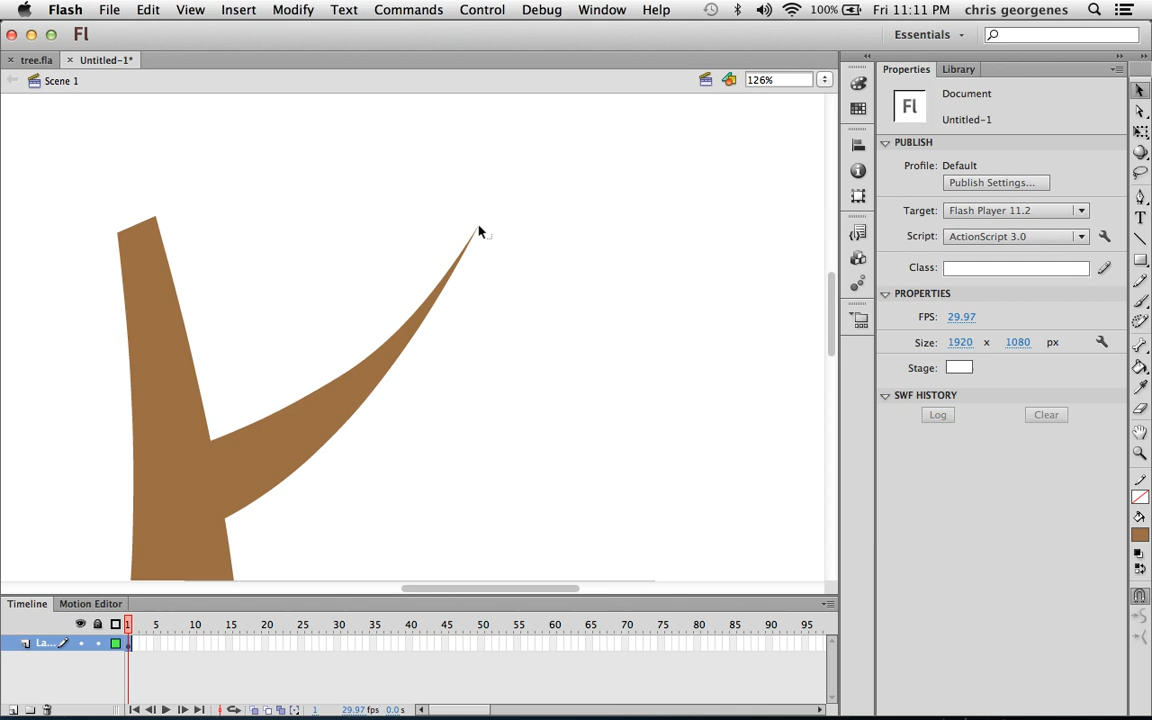 Flash File Edit View Insert Modify Text Commands Control Debug Window Help 100% Fri 11:11 PM chris georgenes
Fl Essentials
× tree.fla × Untitled-1* Properties Library
Scene 1 126%
Fl Document
Untitled-1
PUBLISH
Profile: Default
Publish Settings...
Target: Flash Player 11.2
Script: ActionScript 3.0
Class:
PROPERTIES
FPS: 29.97
Size: 1920 x 1080 px
Stage:
SWF HISTORY
Log Clear
Timeline Motion Editor
1 5 10 15 20 25 30 35 40 45 50 55 60 65 70 75 80 85 90 95
La...
1 29.97 fps 0.0 s